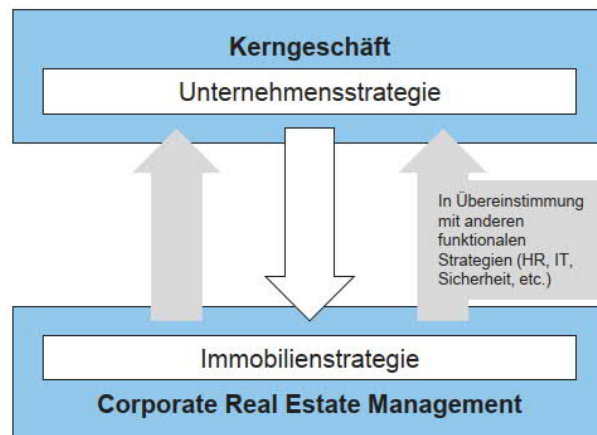 Kerngeschäft
Unternehmensstrategie
In Übereinstimmung
mit anderen
funktionalen
Strategien (HR, IT,
Sicherheit, etc.)
Immobilienstrategie
Corporate Real Estate Management